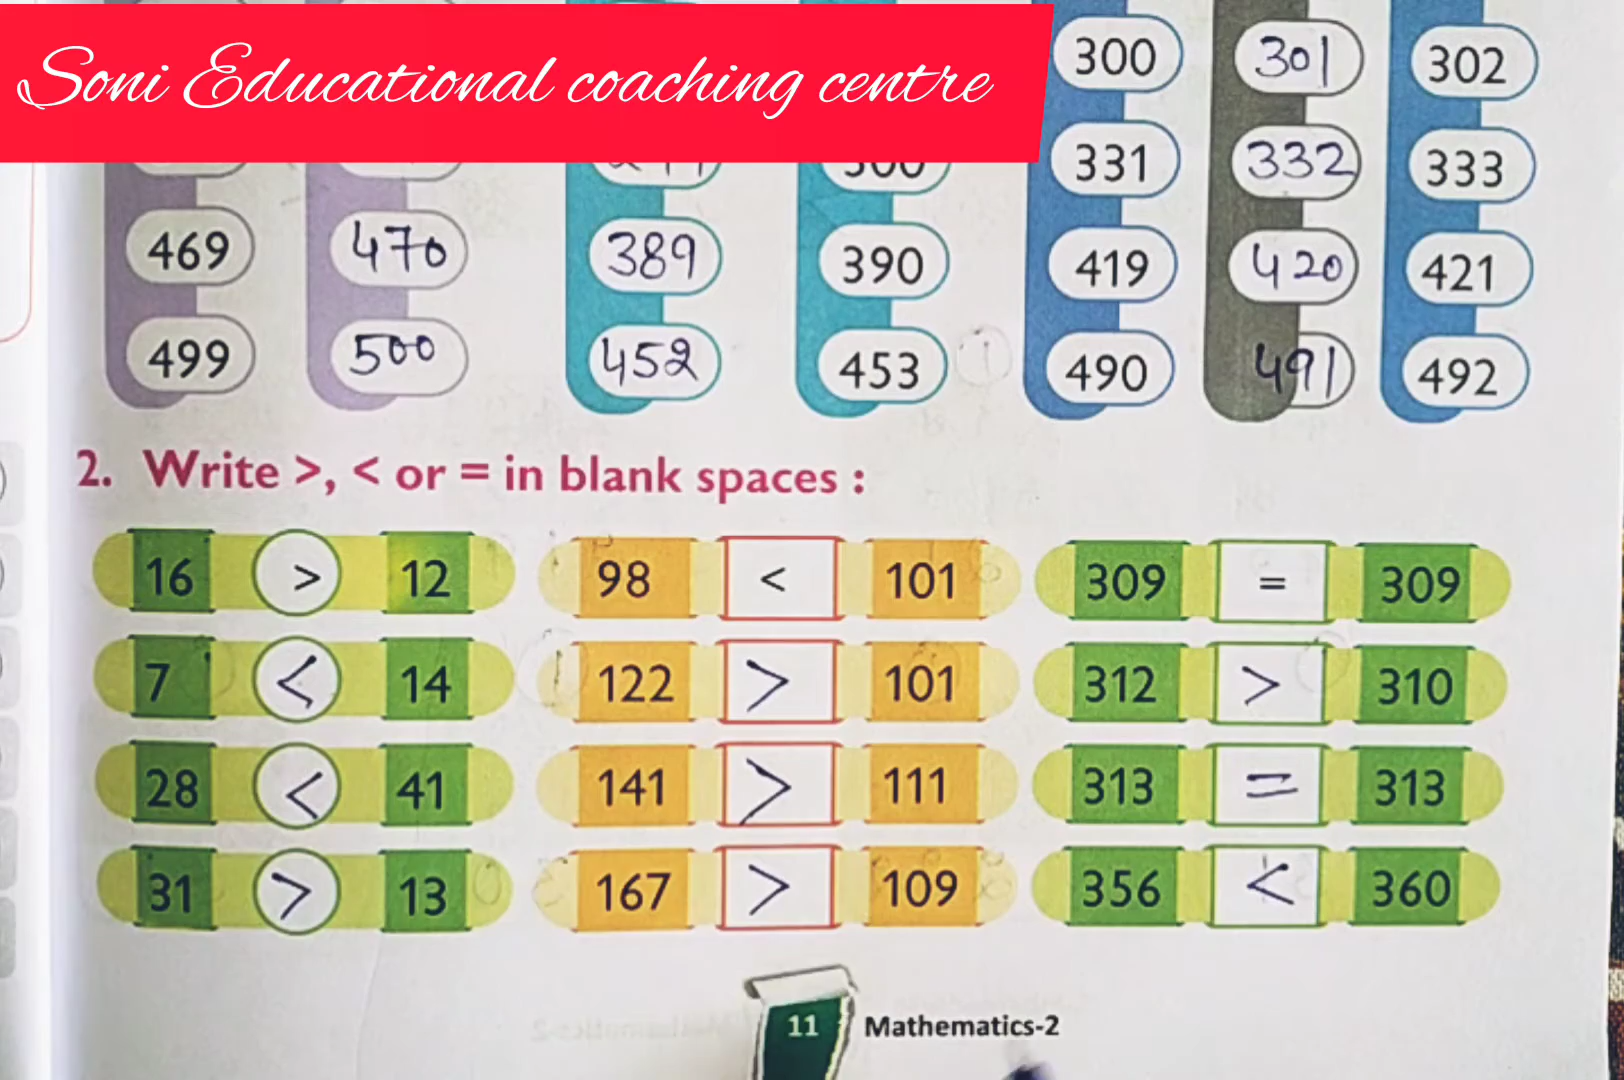 Soni Educational coaching centre
300 301 302
331 332 333
469 470 389 390 419 420 421
499 500 452 453 490 491 492
2. Write >, < or = in blank spaces :
16 > 12 98 < 101 309 = 309
7 < 14 122 > 101 312 > 310
28 < 41 141 > 111 313 = 313
31 > 13 167 > 109 356 < 360
11 Mathematics-2